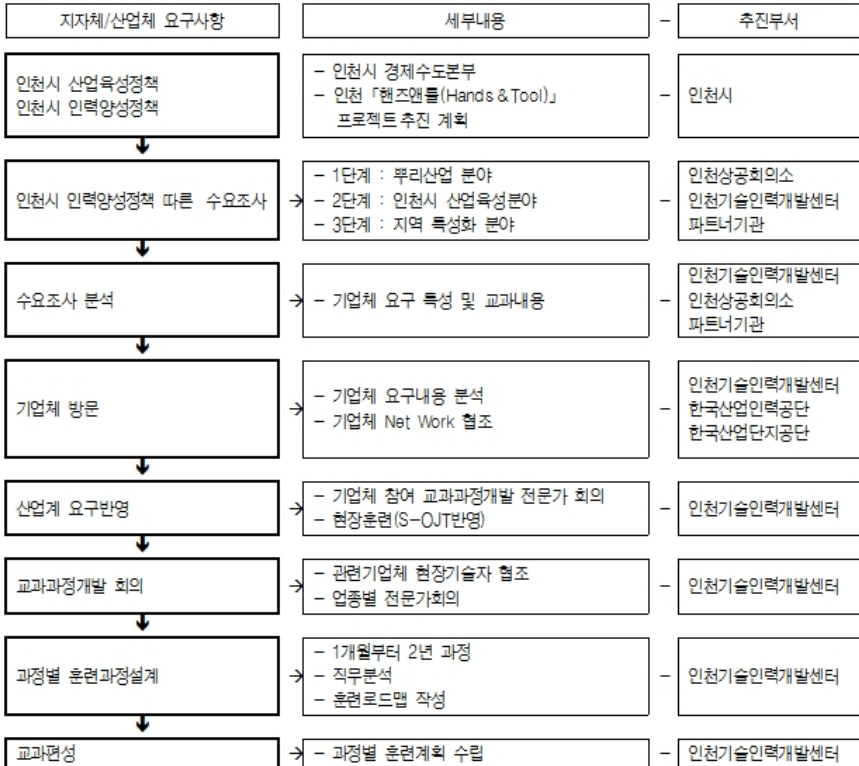 지자체/산업체 요구사항
세부내용
-
추진부서
인천시 산업육성정책
인천시 인력양성정책
- 인천시 경제수도본부
- 인천 「핸즈앤툴(Hands & Tool)」
프로젝트 추진 계획
-
인천시
인천시 인력양성정책 따른 수요조사
- 1단계 : 뿌리산업 분야
- 2단계 : 인천시 산업육성분야
- 3단계 : 지역 특성화 분야
-
인천상공회의소
인천기술인력개발센터
파트너기관
수요조사 분석
- 기업체 요구 특성 및 교과내용
-
인천기술인력개발센터
인천상공회의소
파트너기관
기업체 방문
- 기업체 요구내용 분석
- 기업체 Net Work 협조
-
인천기술인력개발센터
한국산업인력공단
한국산업단지공단
산업계 요구반영
- 기업체 참여 교과과정개발 전문가 회의
- 현장훈련(S-OJT반영)
-
인천기술인력개발센터
교과과정개발 회의
- 관련기업체 현장기술자 협조
- 업종별 전문가회의
-
인천기술인력개발센터
과정별 훈련과정설계
- 1개월부터 2년 과정
- 직무분석
- 훈련로드맵 작성
-
인천기술인력개발센터
교과편성
- 과정별 훈련계획 수립
-
인천기술인력개발센터